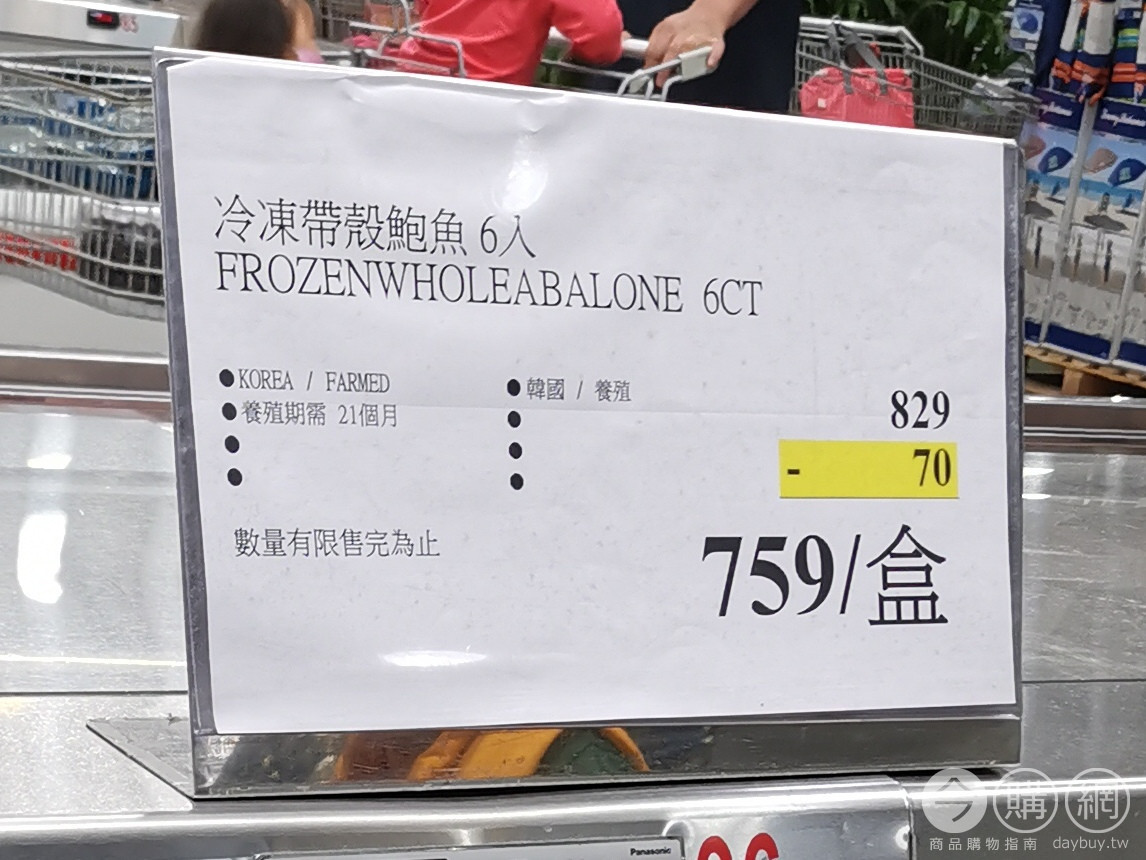 冷凍帶殼鮑魚 6入
FROZENWHOLEABALONE 6CT
●KOREA / FARMED
●養殖期需 21個月
●
●
●韓國 / 養殖
●
●
●
829
- 70
759/盒
數量有限售完為止
Panasonic
今購網
商品購物指南 daybuy.tw